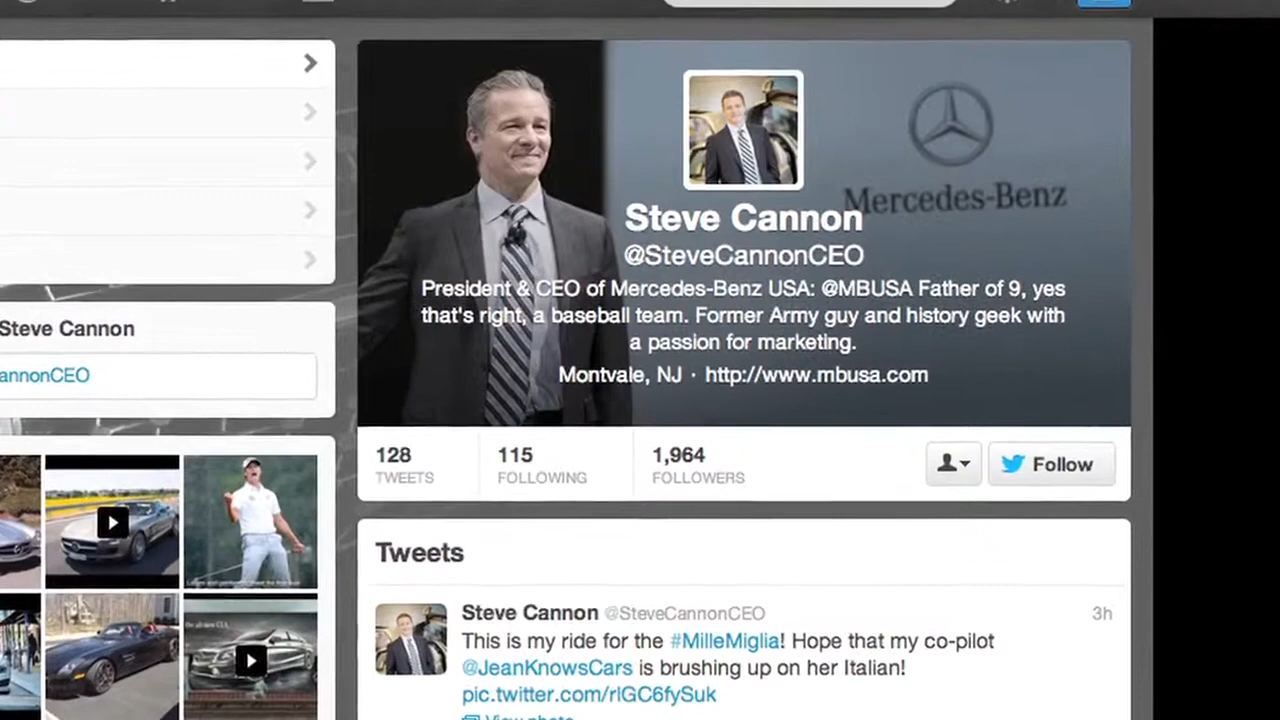 Mercedes-Benz
Steve Cannon
@SteveCannonCEO
President & CEO of Mercedes-Benz USA: @MBUSA Father of 9, yes
that's right, a baseball team. Former Army guy and history geek with
a passion for marketing.
Montvale, NJ · http://www.mbusa.com
Steve Cannon
annonCEO
128
TWEETS
115
FOLLOWING
1,964
FOLLOWERS
Follow
Tweets
Steve Cannon @SteveCannonCEO 3h
This is my ride for the #MilleMiglia! Hope that my co-pilot
@JeanKnowsCars is brushing up on her Italian!
pic.twitter.com/rlGC6fySuk
View photo